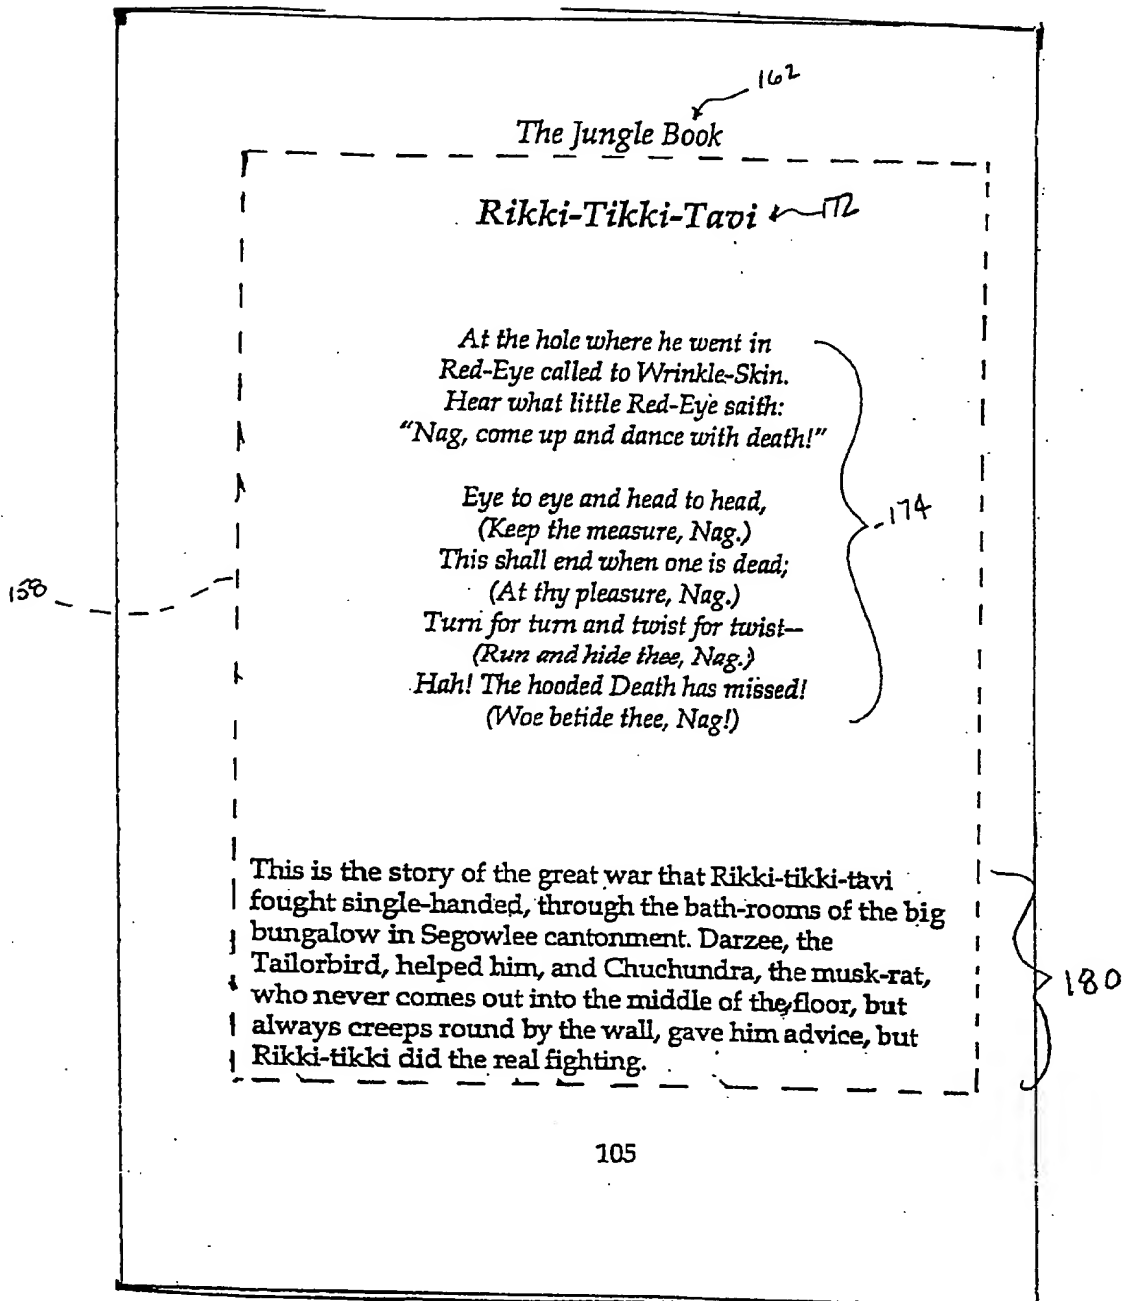 162
The Jungle Book
Rikki-Tikki-Tavi 172
At the hole where he went in
Red-Eye called to Wrinkle-Skin.
Hear what little Red-Eye saith:
“Nag, come up and dance with death!”
Eye to eye and head to head,
(Keep the measure, Nag.)
This shall end when one is dead;
(At thy pleasure, Nag.)
Turn for turn and twist for twist—
(Run and hide thee, Nag.)
Hah! The hooded Death has missed!
(Woe betide thee, Nag!)
174
158
This is the story of the great war that Rikki-tikki-tavi
fought single-handed, through the bath-rooms of the big
bungalow in Segowlee cantonment. Darzee, the
Tailorbird, helped him, and Chuchundra, the musk-rat,
who never comes out into the middle of the floor, but
always creeps round by the wall, gave him advice, but
Rikki-tikki did the real fighting.
180
105